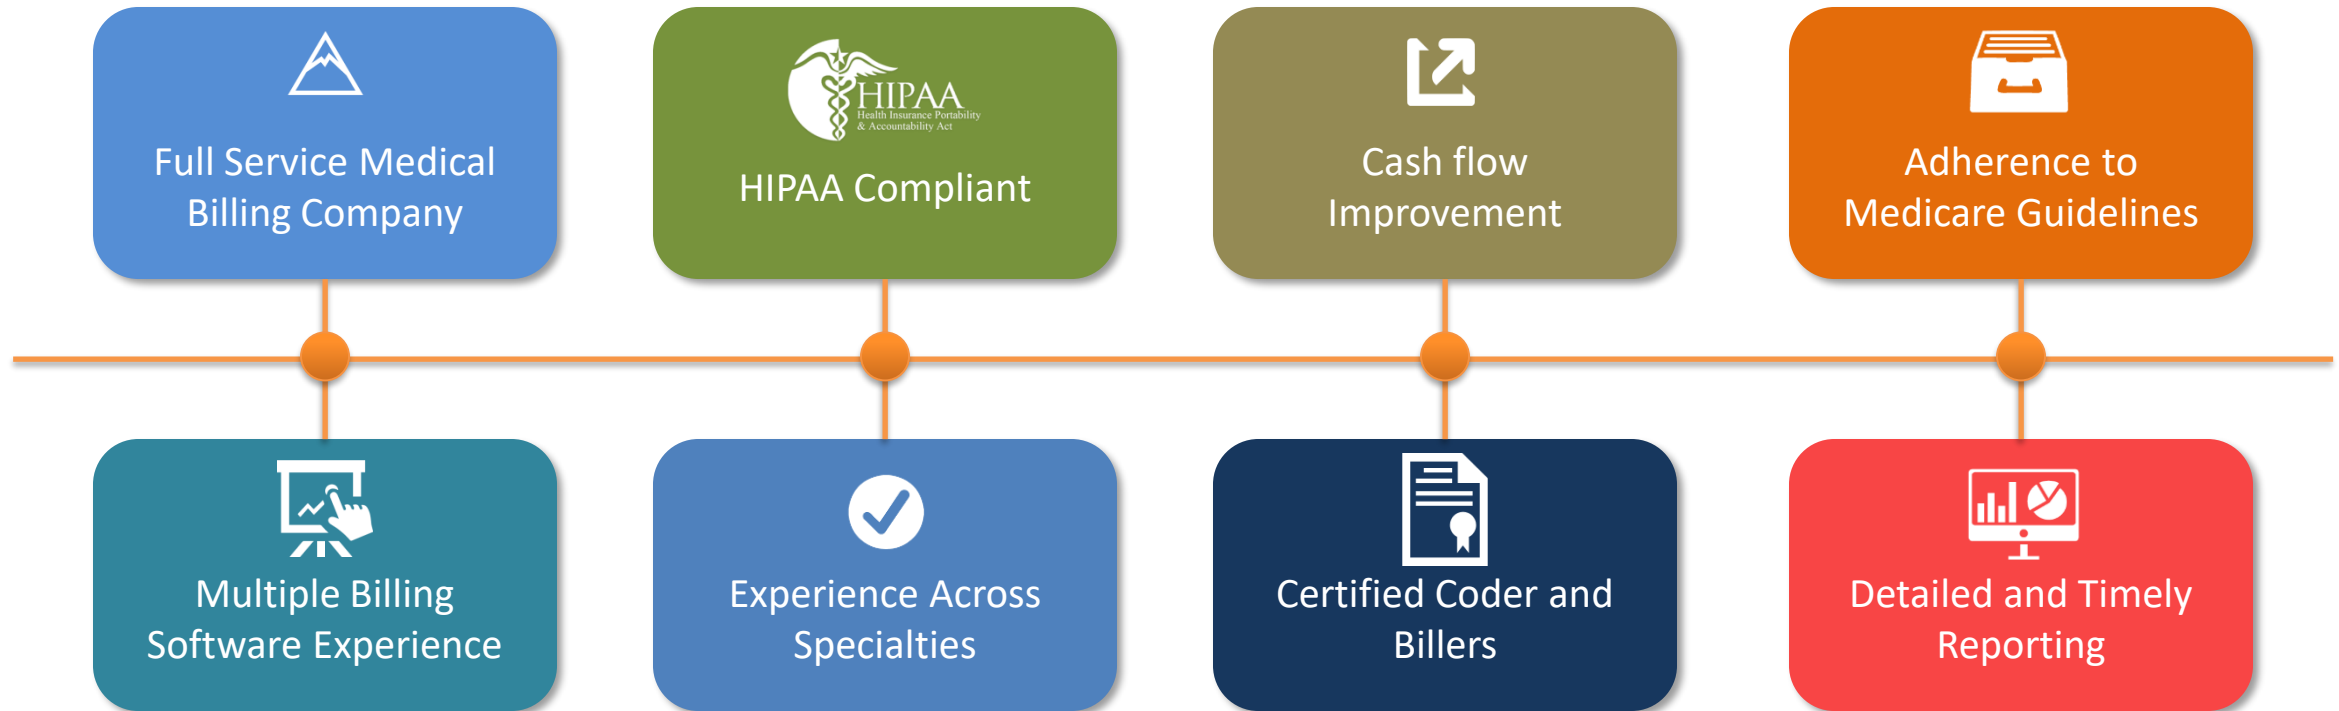 Full Service Medical
Billing Company
HIPAA
Health Insurance Portability
& Accountability Act
HIPAA Compliant
Cash flow
Improvement
Adherence to
Medicare Guidelines
Multiple Billing
Software Experience
Experience Across
Specialties
Certified Coder and
Billers
Detailed and Timely
Reporting